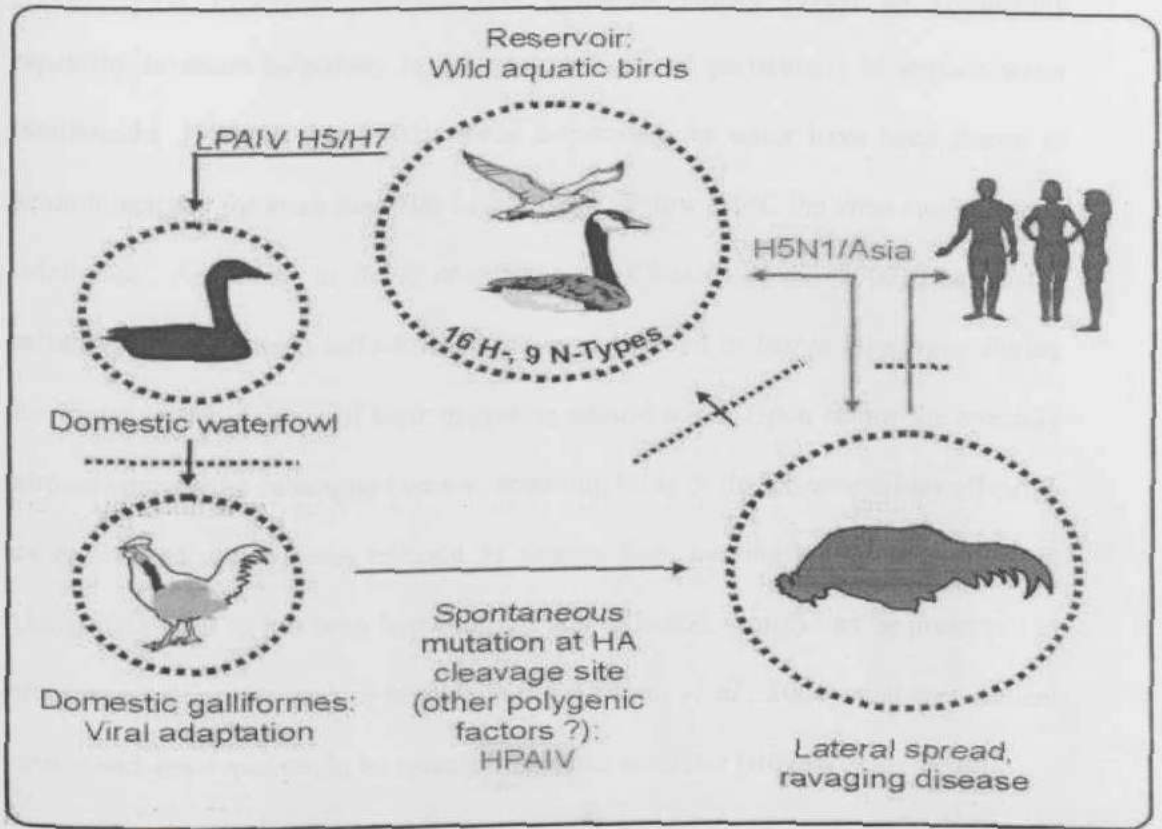 Reservoir:
Wild aquatic birds
LPAIV H5/H7
16 H-, 9 N-Types
H5N1/Asia
Domestic waterfowl
Domestic galliformes:
Viral adaptation
Spontaneous
mutation at HA
cleavage site
(other polygenic
factors ?):
HPAIV
Lateral spread,
ravaging disease